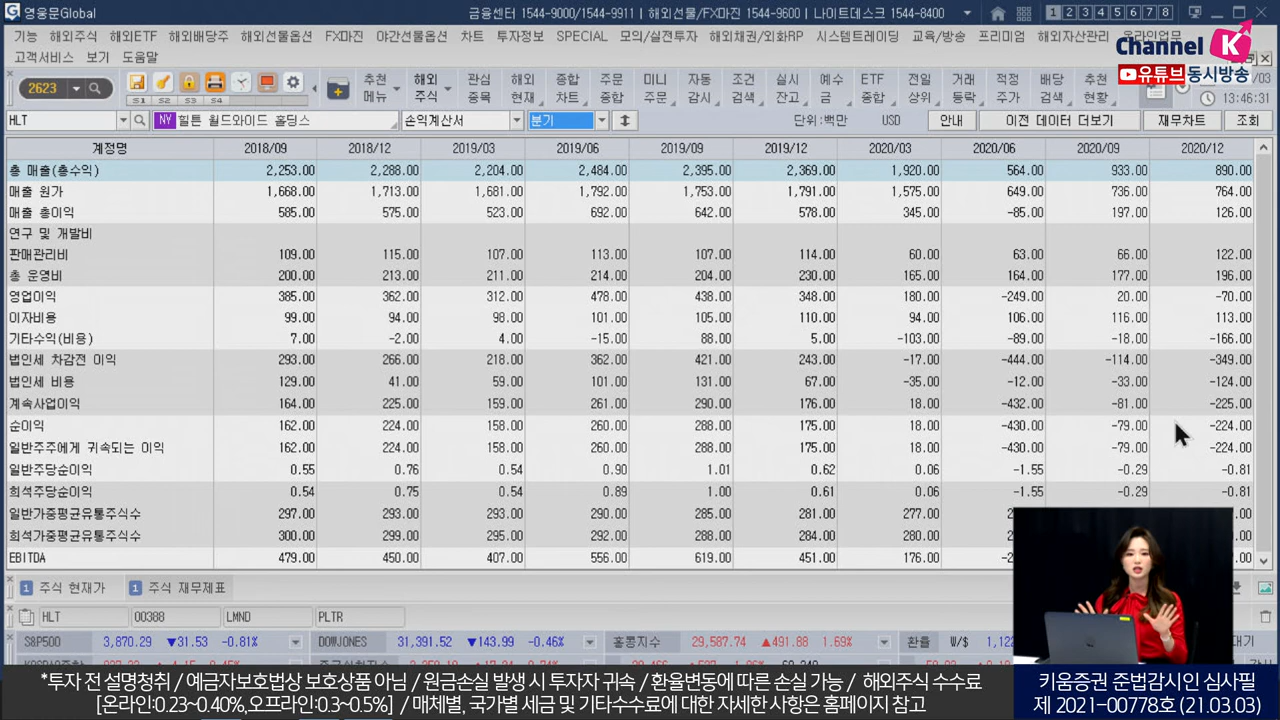 영웅문Global 금융센터 1544-9000/1544-9911 | 해외선물/FX마진 1544-9600 | 나이트데스크 1544-8400 1 2 3 4 5 6 7 8
기능 해외주식 해외ETF 해외배당주 해외선물옵션 FX마진 야간선물옵션 차트 투자정보 SPECIAL 모의/실전투자 해외채권/외화RP 시스템트레이딩 교육/방송 프리미엄 해외자산관리 온라인업무
고객서비스 보기 도움말
Channel K
유튜브동시방송
2623 S1 S2 S3 S4 추천메뉴 해외주식 관심종목 해외현재 종합차트 주문종합 미니주문 자동감시 조건검색 실시잔고 예수금 ETF종합 전일상위 거래등락 적정주가 배당검색 추천현황
13:46:31
HLT NY 힐튼 월드와이드 홀딩스 손익계산서 분기 단위:백만 USD 안내 이전 데이터 더보기 재무차트 조회
계정명 2018/09 2018/12 2019/03 2019/06 2019/09 2019/12 2020/03 2020/06 2020/09 2020/12
총 매출(총수익) 2,253.00 2,288.00 2,204.00 2,484.00 2,395.00 2,369.00 1,920.00 564.00 933.00 890.00
매출 원가 1,668.00 1,713.00 1,681.00 1,792.00 1,753.00 1,791.00 1,575.00 649.00 736.00 764.00
매출 총이익 585.00 575.00 523.00 692.00 642.00 578.00 345.00 -85.00 197.00 126.00
연구 및 개발비
판매관리비 109.00 115.00 107.00 113.00 107.00 114.00 60.00 63.00 66.00 122.00
총 운영비 200.00 213.00 211.00 214.00 204.00 230.00 165.00 164.00 177.00 196.00
영업이익 385.00 362.00 312.00 478.00 438.00 348.00 180.00 -249.00 20.00 -70.00
이자비용 99.00 94.00 98.00 101.00 105.00 110.00 94.00 106.00 116.00 113.00
기타수익(비용) 7.00 -2.00 4.00 -15.00 88.00 5.00 -103.00 -89.00 -18.00 -166.00
법인세 차감전 이익 293.00 266.00 218.00 362.00 421.00 243.00 -17.00 -444.00 -114.00 -349.00
법인세 비용 129.00 41.00 59.00 101.00 131.00 67.00 -35.00 -12.00 -33.00 -124.00
계속사업이익 164.00 225.00 159.00 261.00 290.00 176.00 18.00 -432.00 -81.00 -225.00
순이익 162.00 224.00 158.00 260.00 288.00 175.00 18.00 -430.00 -79.00 -224.00
일반주주에게 귀속되는 이익 162.00 224.00 158.00 260.00 288.00 175.00 18.00 -430.00 -79.00 -224.00
일반주당순이익 0.55 0.76 0.54 0.90 1.01 0.62 0.06 -1.55 -0.29 -0.81
희석주당순이익 0.54 0.75 0.54 0.89 1.00 0.61 0.06 -1.55 -0.29 -0.81
일반가중평균유통주식수 297.00 293.00 293.00 290.00 285.00 281.00 277.00
희석가중평균유통주식수 300.00 299.00 295.00 292.00 288.00 284.00 280.00
EBITDA 479.00 450.00 407.00 556.00 619.00 451.00 176.00
1 주식 현재가 1 주식 재무제표
HLT 00388 LMND PLTR
S&P500 3,870.29 ▼31.53 -0.81% DOWJONES 31,391.52 ▼143.99 -0.46% 홍콩지수 29,587.74 ▲491.88 1.69% 환율 W/$
*투자 전 설명청취 / 예금자보호법상 보호상품 아님 / 원금손실 발생 시 투자자 귀속 / 환율변동에 따른 손실 가능 / 해외주식 수수료
[온라인:0.23~0.40%,오프라인:0.3~0.5%] / 매체별, 국가별 세금 및 기타수수료에 대한 자세한 사항은 홈페이지 참고
키움증권 준법감시인 심사필
제 2021-00778호 (21.03.03)